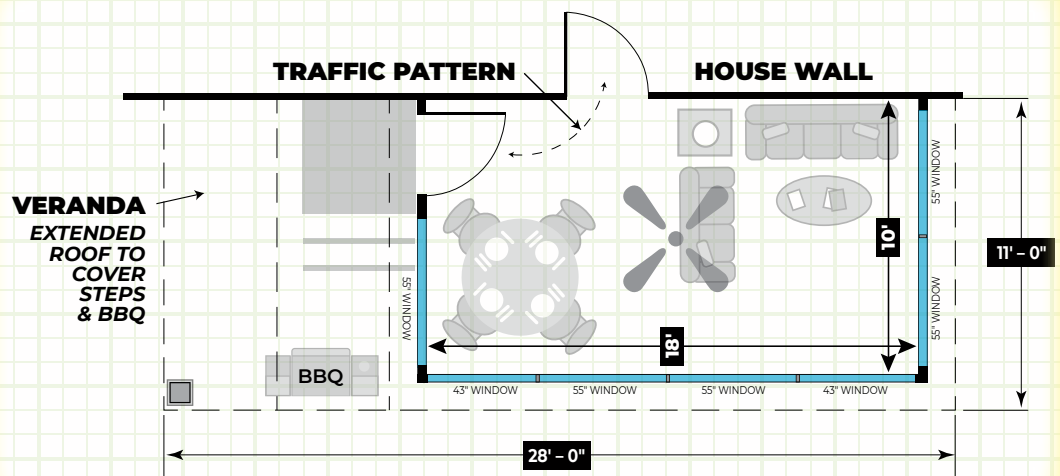 TRAFFIC PATTERN
HOUSE WALL
VERANDA
EXTENDED
ROOF TO
COVER
STEPS
& BBQ
55" WINDOW
10'
11' – 0"
55" WINDOW
55" WINDOW
18'
BBQ
43" WINDOW
55" WINDOW
55" WINDOW
43" WINDOW
28' – 0"